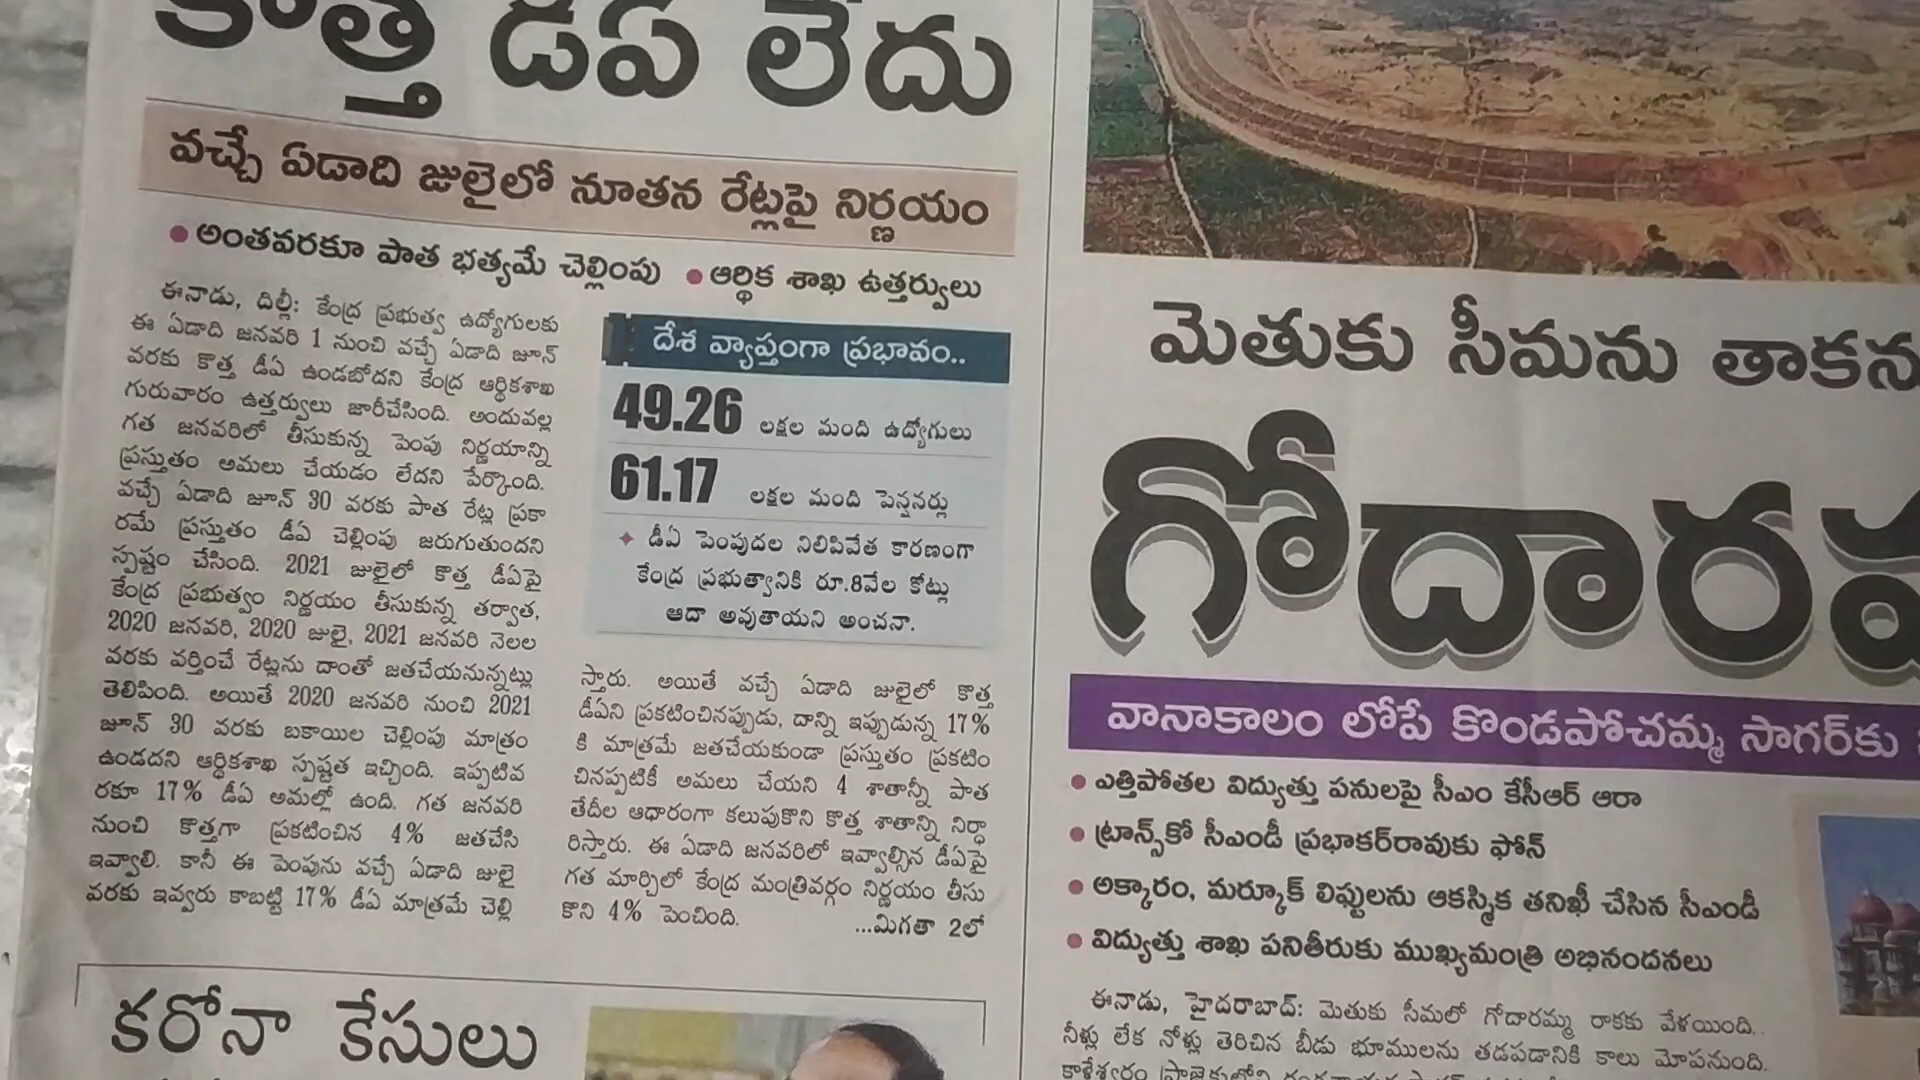 కొత్త డీఏ లేదు
వచ్చే ఏడాది జులైలో నూతన రేట్లపై నిర్ణయం
• అంతవరకూ పాత భత్యమే చెల్లింపు • ఆర్థిక శాఖ ఉత్తర్వులు
ఈనాడు, దిల్లీ: కేంద్ర ప్రభుత్వ ఉద్యోగులకు
ఈ ఏడాది జనవరి 1 నుంచి వచ్చే ఏడాది జూన్
వరకు కొత్త డీఏ ఉండబోదని కేంద్ర ఆర్థికశాఖ
గురువారం ఉత్తర్వులు జారీచేసింది. అందువల్ల
గత జనవరిలో తీసుకున్న పెంపు నిర్ణయాన్ని
ప్రస్తుతం అమలు చేయడం లేదని పేర్కొంది.
వచ్చే ఏడాది జూన్ 30 వరకు పాత రేట్ల ప్రకా
రమే ప్రస్తుతం డీఏ చెల్లింపు జరుగుతుందని
స్పష్టం చేసింది. 2021 జులైలో కొత్త డీఏపై
కేంద్ర ప్రభుత్వం నిర్ణయం తీసుకున్న తర్వాత,
2020 జనవరి, 2020 జులై, 2021 జనవరి నెలల
వరకు వర్తించే రేట్లను దాంతో జతచేయనున్నట్లు
తెలిపింది. అయితే 2020 జనవరి నుంచి 2021
జూన్ 30 వరకు బకాయిల చెల్లింపు మాత్రం
ఉండదని ఆర్థికశాఖ స్పష్టత ఇచ్చింది. ఇప్పటివ
రకూ 17% డీఏ అమల్లో ఉంది. గత జనవరి
నుంచి కొత్తగా ప్రకటించిన 4% జతచేసి
ఇవ్వాలి. కానీ ఈ పెంపును వచ్చే ఏడాది జులై
వరకు ఇవ్వరు కాబట్టి 17% డీఏ మాత్రమే చెల్లి
దేశ వ్యాప్తంగా ప్రభావం..
49.26 లక్షల మంది ఉద్యోగులు
61.17 లక్షల మంది పెన్షనర్లు
డీఏ పెంపుదల నిలిపివేత కారణంగా
కేంద్ర ప్రభుత్వానికి రూ.8వేల కోట్లు
ఆదా అవుతాయని అంచనా.
స్తారు. అయితే వచ్చే ఏడాది జులైలో కొత్త
డీఏని ప్రకటించినప్పుడు, దాన్ని ఇప్పుడున్న 17%
కి మాత్రమే జతచేయకుండా ప్రస్తుతం ప్రకటిం
చినప్పటికీ అమలు చేయని 4 శాతాన్నీ పాత
తేదీల ఆధారంగా కలుపుకొని కొత్త శాతాన్ని నిర్ధా
రిస్తారు. ఈ ఏడాది జనవరిలో ఇవ్వాల్సిన డీఏపై
గత మార్చిలో కేంద్ర మంత్రివర్గం నిర్ణయం తీసు
కొని 4% పెంచింది.
...మిగతా 2లో
కరోనా కేసులు
మెతుకు సీమను తాకన
గోదార
వానాకాలం లోపే కొండపోచమ్మ సాగర్‌కు
• ఎత్తిపోతల విద్యుత్తు పనులపై సీఎం కేసీఆర్ ఆరా
• ట్రాన్స్‌కో సీఎండీ ప్రభాకర్‌రావుకు ఫోన్
• అక్కారం, మర్కూక్ లిఫ్టులను ఆకస్మిక తనిఖీ చేసిన సీఎండీ
• విద్యుత్తు శాఖ పనితీరుకు ముఖ్యమంత్రి అభినందనలు
ఈనాడు, హైదరాబాద్: మెతుకు సీమలో గోదారమ్మ రాకకు వేళయింది..
నీళ్లు లేక నోళ్లు తెరిచిన బీడు భూములను తడపడానికి కాలు మోపనుంది.